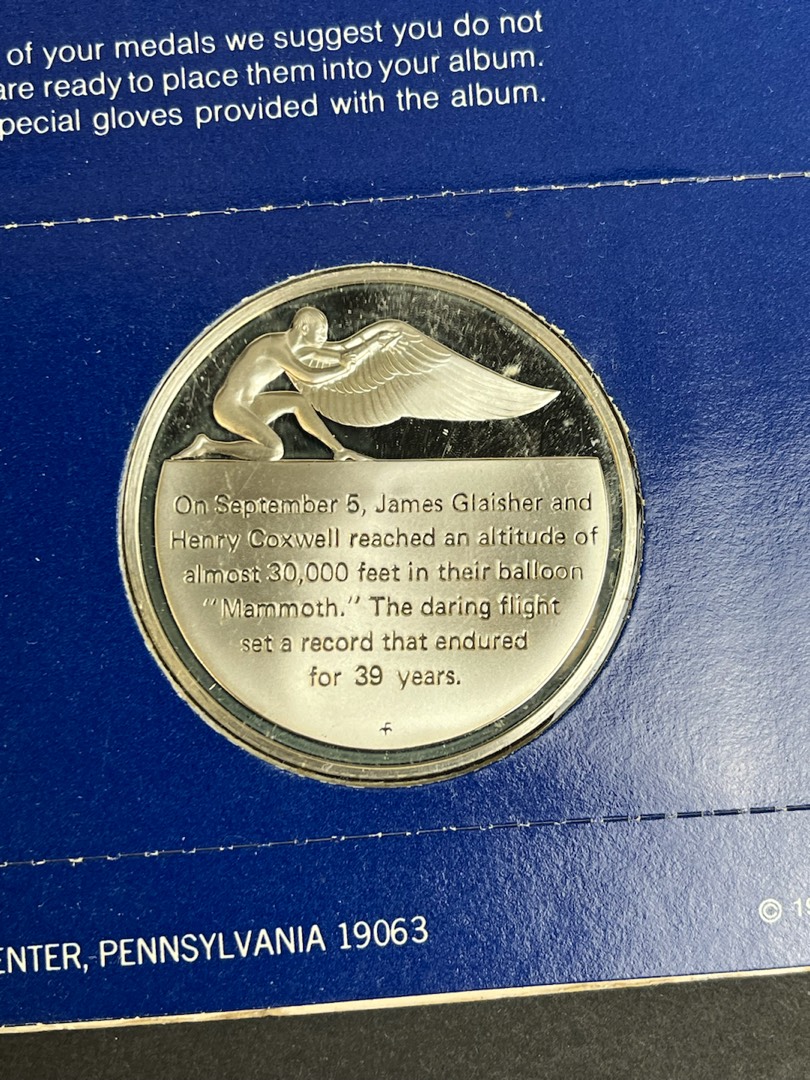 of your medals we suggest you do not
are ready to place them into your album.
special gloves provided with the album.
On September 5, James Glaisher and
Henry Coxwell reached an altitude of
almost 30,000 feet in their balloon
"Mammoth." The daring flight
set a record that endured
for 39 years.
ENTER, PENNSYLVANIA 19063
© 19